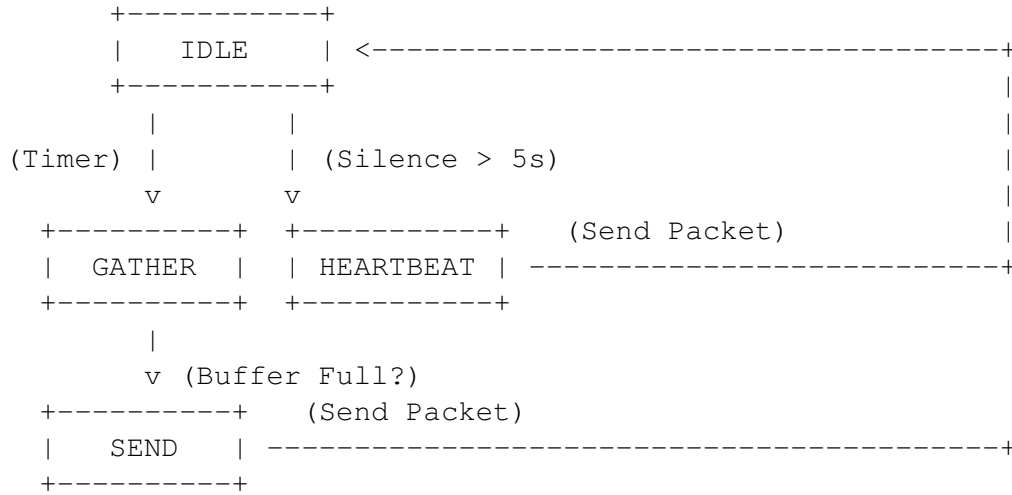 IDLE
(Timer) (Silence > 5s)
(Send Packet)
GATHER HEARTBEAT
(Buffer Full?)
(Send Packet)
SEND